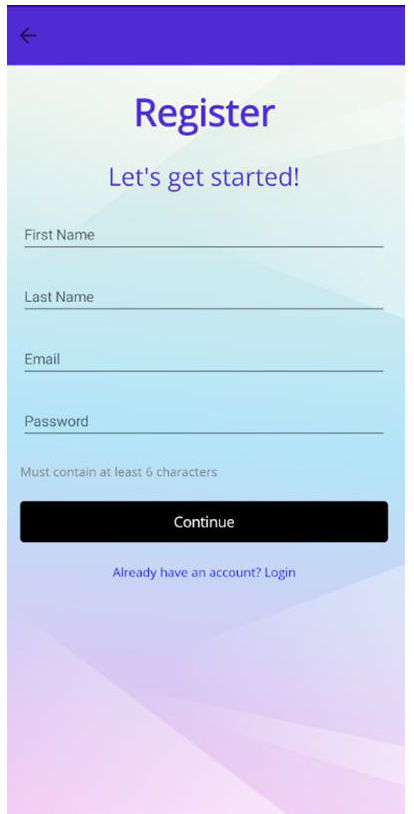 Register
Let's get started!
First Name
Last Name
Email
Password
Must contain at least 6 characters
Continue
Already have an account? Login